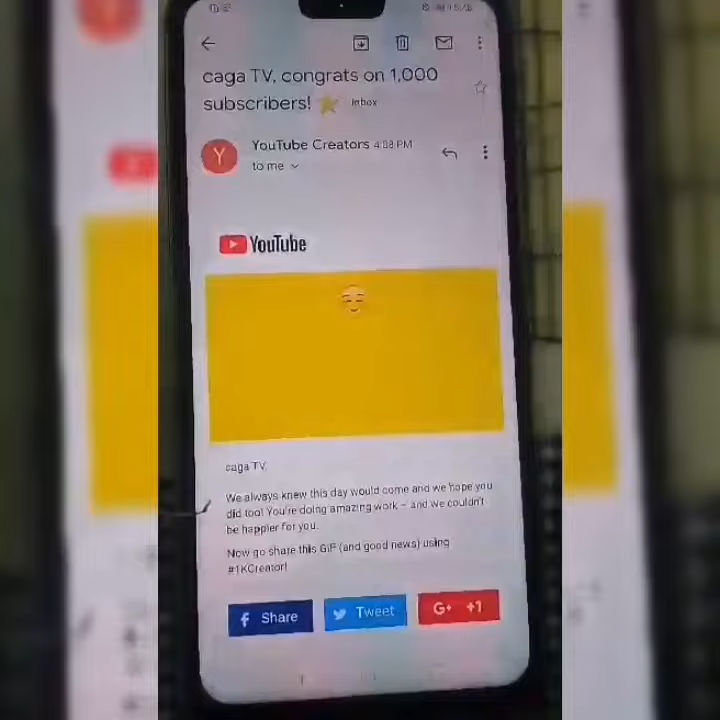 caga TV, congrats on 1,000
subscribers! Inbox
Y
YouTube Creators 4:38 PM
to me
YouTube
caga TV,
We always knew this day would come and we hope you
did too! You're doing amazing work – and we couldn't
be happier for you.
Now go share this GIF (and good news) using
#1KCreator!
f Share
Tweet
G+ +1